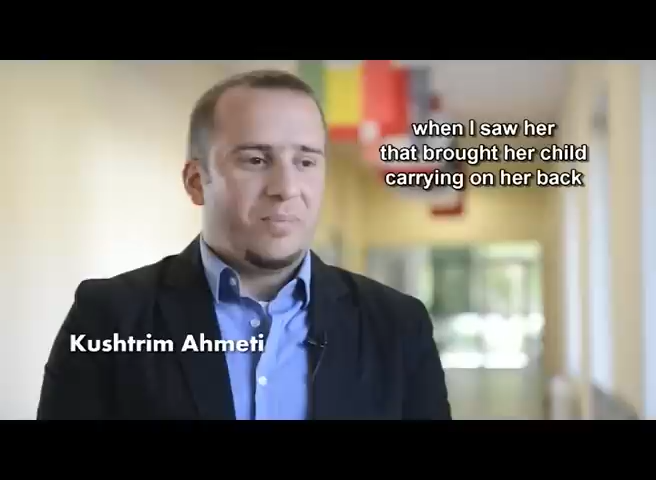 when I saw her
that brought her child
carrying on her back
Kushtrim Ahmeti